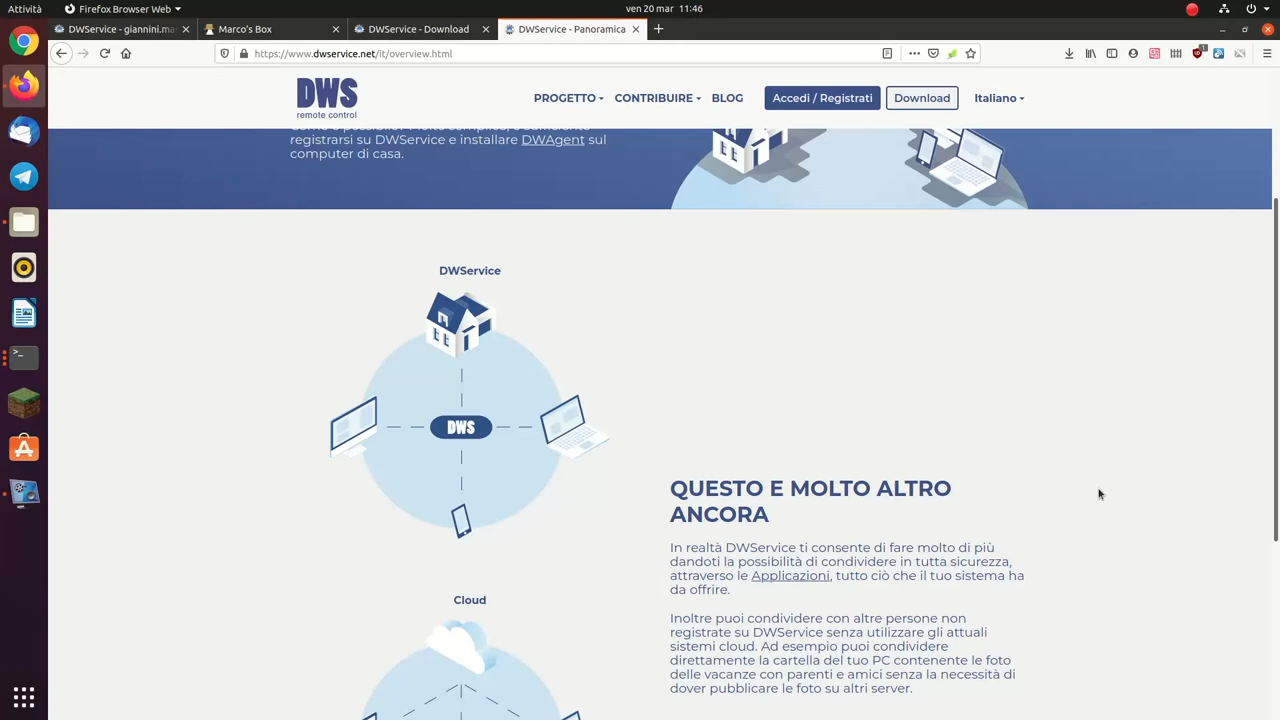 Attività
Firefox Browser Web
ven 20 mar 11:46
DWService - giannini.ma
Marco's Box
DWService - Download
DWService - Panoramica
https://www.dwservice.net/it/overview.html
1
DWS
remote control
PROGETTO
CONTRIBUIRE
BLOG
Accedi / Registrati
Download
Italiano
registrarsi su DWService e installare DWAgent sul
computer di casa.
DWService
DWS
QUESTO E MOLTO ALTRO
ANCORA
In realtà DWService ti consente di fare molto di più
dandoti la possibilità di condividere in tutta sicurezza,
attraverso le Applicazioni, tutto ciò che il tuo sistema ha
da offrire.
Cloud
Inoltre puoi condividere con altre persone non
registrate su DWService senza utilizzare gli attuali
sistemi cloud. Ad esempio puoi condividere
direttamente la cartella del tuo PC contenente le foto
delle vacanze con parenti e amici senza la necessità di
dover pubblicare le foto su altri server.